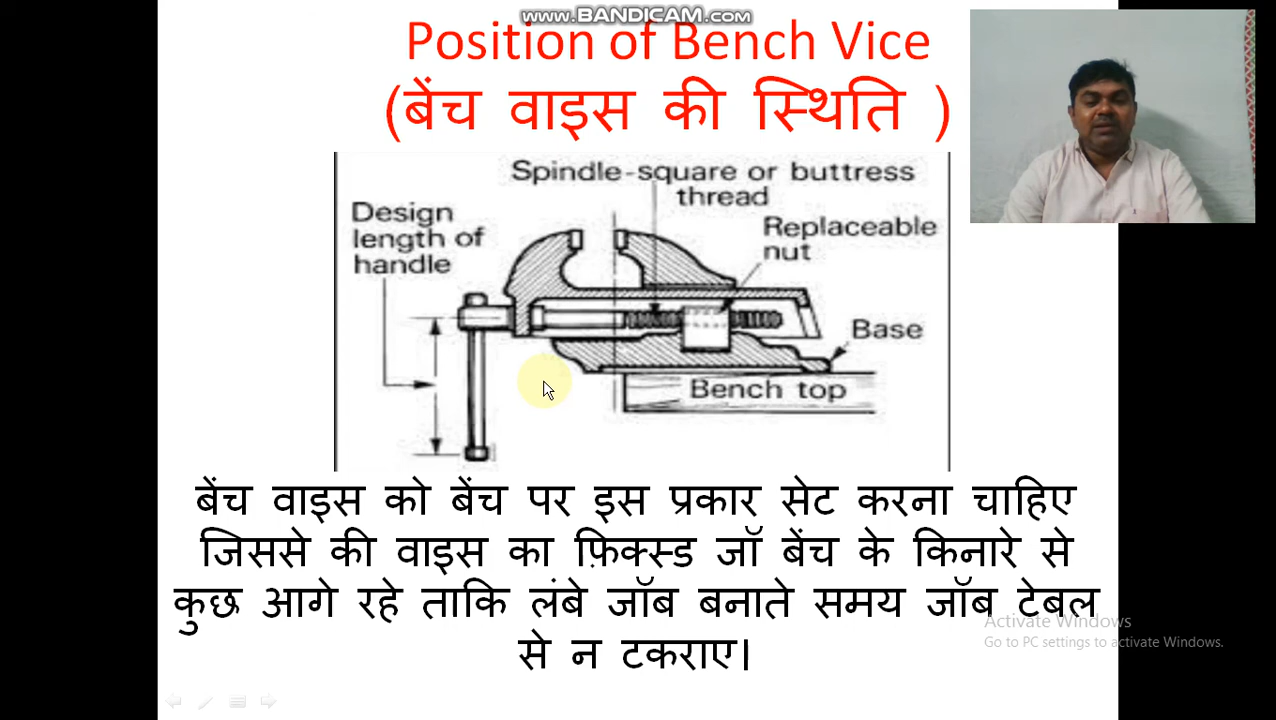 www.BANDICAM.com
Position of Bench Vice
(बेंच वाइस की स्थिति )
Spindle-square or buttress
thread
Design
length of
handle
Replaceable
nut
Base
Bench top
बेंच वाइस को बेंच पर इस प्रकार सेट करना चाहिए
जिससे की वाइस का फ़िक्स्ड जॉ बेंच के किनारे से
कुछ आगे रहे ताकि लंबे जॉब बनाते समय जॉब टेबल
से न टकराए।
Activate Windows
Go to PC settings to activate Windows.